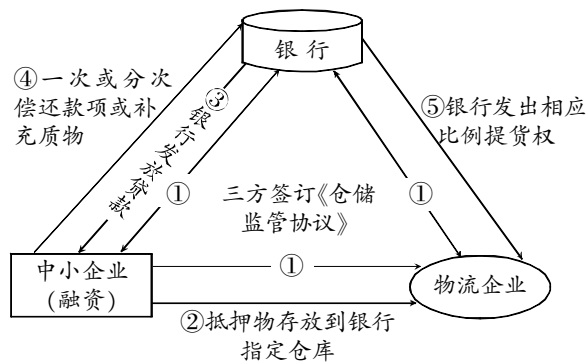 银行
④一次或分次
偿还款项或补
充质物
③银行发放贷款
①
三方签订《仓储
监管协议》
①
⑤银行发出相应
比例提货权
中小企业
(融资)
①
物流企业
②抵押物存放到银行
指定仓库